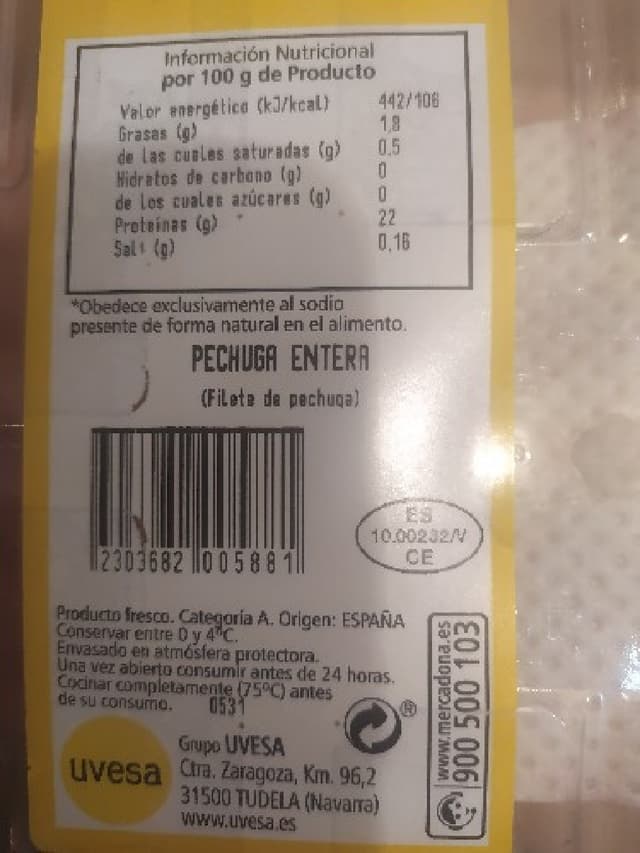 Información Nutricional
por 100 g de Producto
Valor energético (kJ/kcal) 442/106
Grasas (g) 1,8
de las cuales saturadas (g) 0,5
Hidratos de carbono (g) 0
de los cuales azúcares (g) 0
Proteínas (g) 22
Sal* (g) 0,16
*Obedece exclusivamente al sodio
presente de forma natural en el alimento.
PECHUGA ENTERA
(Filete de pechuga)
2303682 005881
ES
10.00232/V
CE
Producto fresco. Categoría A. Origen: ESPAÑA
Conservar entre 0 y 4ºC.
Envasado en atmósfera protectora.
Una vez abierto consumir antes de 24 horas.
Cocinar completamente (75ºC) antes
de su consumo. 0531
®
uvesa
Grupo UVESA
Ctra. Zaragoza, Km. 96,2
31500 TUDELA (Navarra)
www.uvesa.es
www.mercadona.es
900 500 103